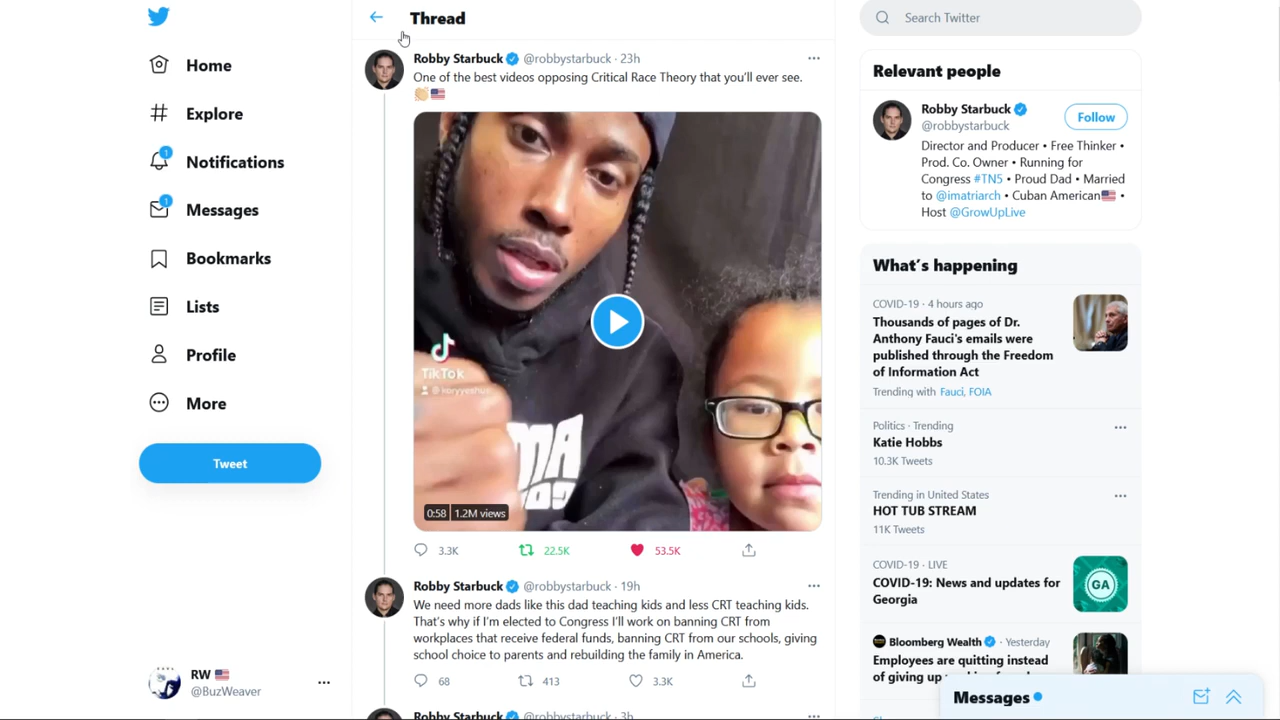 Thread
Search Twitter
Home
Explore
1
Notifications
1
Messages
Bookmarks
Lists
Profile
More
Tweet
RW
@BuzWeaver
Robby Starbuck @robbystarbuck · 23h
One of the best videos opposing Critical Race Theory that you'll ever see.
TikTok
0:58 1.2M views
3.3K 22.5K 53.5K
Robby Starbuck @robbystarbuck · 19h
We need more dads like this dad teaching kids and less CRT teaching kids.
That's why if I'm elected to Congress I'll work on banning CRT from
workplaces that receive federal funds, banning CRT from our schools, giving
school choice to parents and rebuilding the family in America.
68 413 3.3K
Robby Starbuck @robbystarbuck · 3h
Relevant people
Robby Starbuck
@robbystarbuck
Follow
Director and Producer • Free Thinker •
Prod. Co. Owner • Running for
Congress #TN5 • Proud Dad • Married
to @imatriarch • Cuban American •
Host @GrowUpLive
What's happening
COVID-19 · 4 hours ago
Thousands of pages of Dr.
Anthony Fauci's emails were
published through the Freedom
of Information Act
Trending with Fauci, FOIA
Politics · Trending
Katie Hobbs
10.3K Tweets
Trending in United States
HOT TUB STREAM
11K Tweets
COVID-19 · LIVE
COVID-19: News and updates for
Georgia
GA
Bloomberg Wealth · Yesterday
Employees are quitting instead
of giving up
Messages